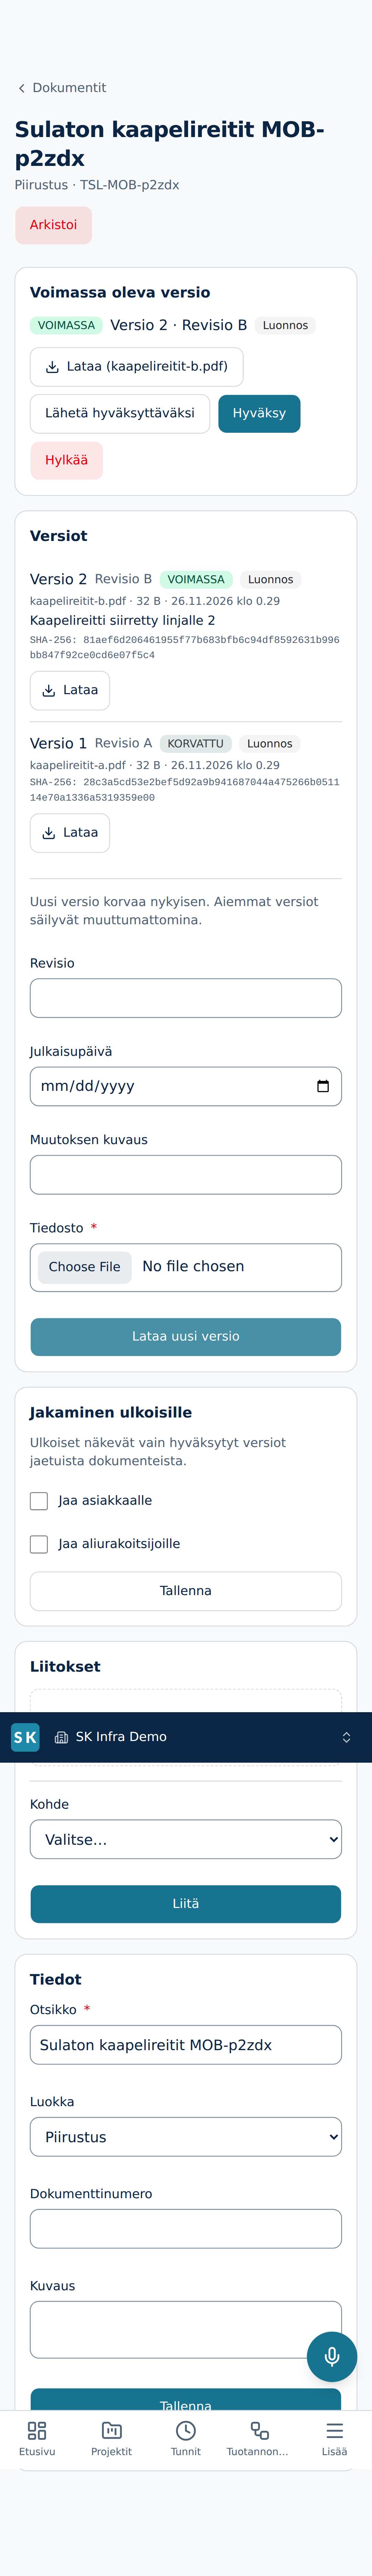 Dokumentit
Sulaton kaapelireitit MOB-
p2zdx
Piirustus · TSL-MOB-p2zdx
Arkistoi
Voimassa oleva versio
VOIMASSA Versio 2 · Revisio B Luonnos
Lataa (kaapelireitit-b.pdf)
Lähetä hyväksyttäväksi Hyväksy
Hylkää
Versiot
Versio 2 Revisio B VOIMASSA Luonnos
kaapelireitit-b.pdf · 32 B · 26.11.2026 klo 0.29
Kaapelireitti siirretty linjalle 2
SHA-256: 81aef6d206461955f77b683bfb6c94df8592631b996
bb847f92ce0cd6e07f5c4
Lataa
Versio 1 Revisio A KORVATTU Luonnos
kaapelireitit-a.pdf · 32 B · 26.11.2026 klo 0.29
SHA-256: 28c3a5cd53e2bef5d92a9b941687044a475266b0511
14e70a1336a5319359e00
Lataa
Uusi versio korvaa nykyisen. Aiemmat versiot
säilyvät muuttumattomina.
Revisio
Julkaisupäivä
mm/dd/yyyy
Muutoksen kuvaus
Tiedosto *
Choose File No file chosen
Lataa uusi versio
Jakaminen ulkoisille
Ulkoiset näkevät vain hyväksytyt versiot
jaetuista dokumenteista.
Jaa asiakkaalle
Jaa aliurakoitsijoille
Tallenna
Liitokset
SK SK Infra Demo
Kohde
Valitse...
Liitä
Tiedot
Otsikko *
Sulaton kaapelireitit MOB-p2zdx
Luokka
Piirustus
Dokumenttinumero
Kuvaus
Tallenna
Etusivu Projektit Tunnit Tuotannon... Lisää